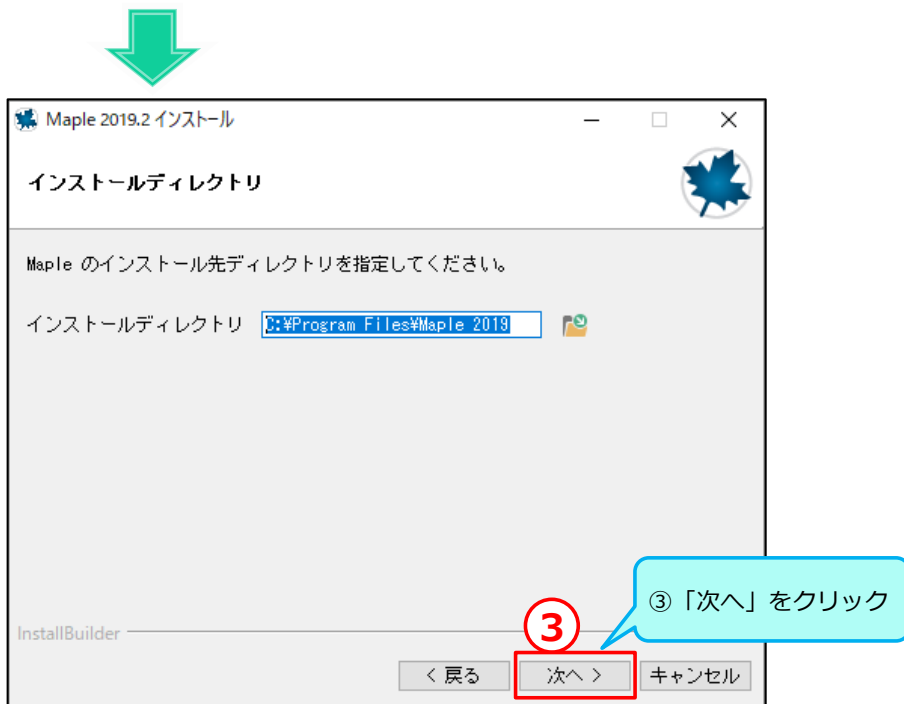 Maple 2019.2 インストール
インストールディレクトリ
Maple のインストール先ディレクトリを指定してください。
インストールディレクトリ C:¥Program Files¥Maple 2019
③「次へ」をクリック
3
InstallBuilder
< 戻る 次へ > キャンセル